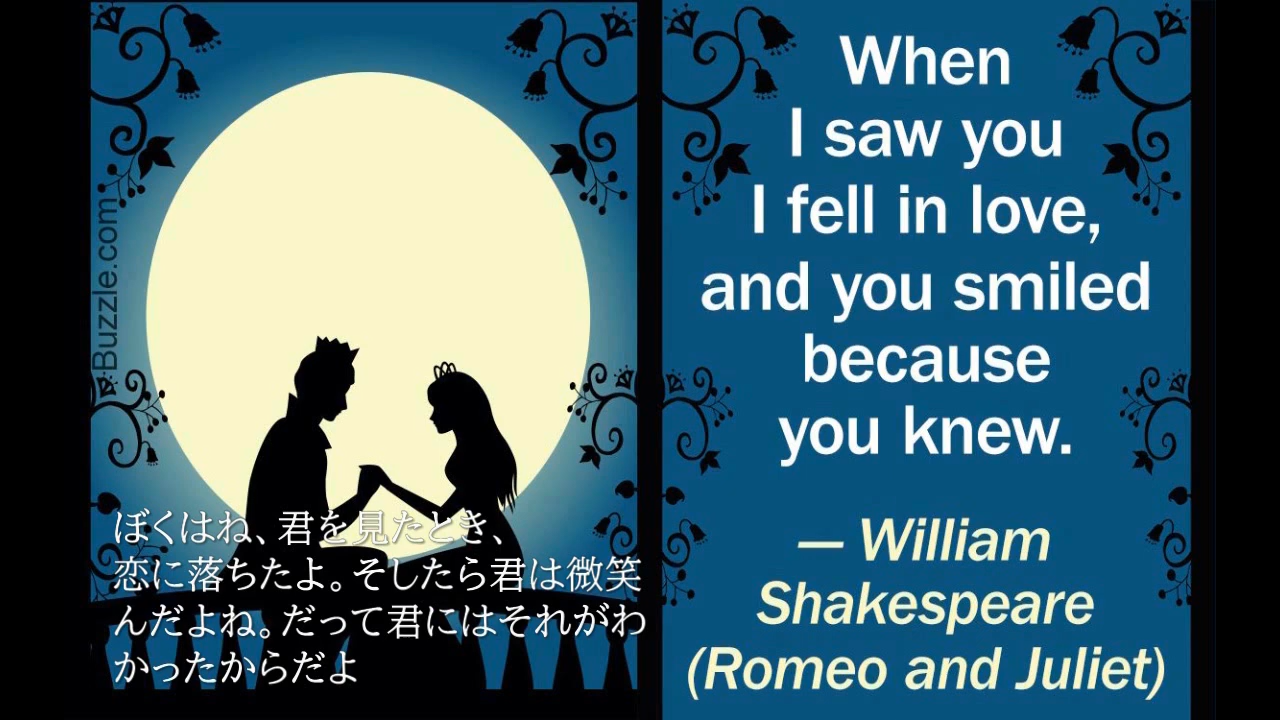 Buzzle.com
ぼくはね、君を見たとき、
恋に落ちたよ。そしたら君は微笑
んだよね。だって君にはそれがわ
かったからだよ
When
I saw you
I fell in love,
and you smiled
because
you knew.
— William
Shakespeare
(Romeo and Juliet)